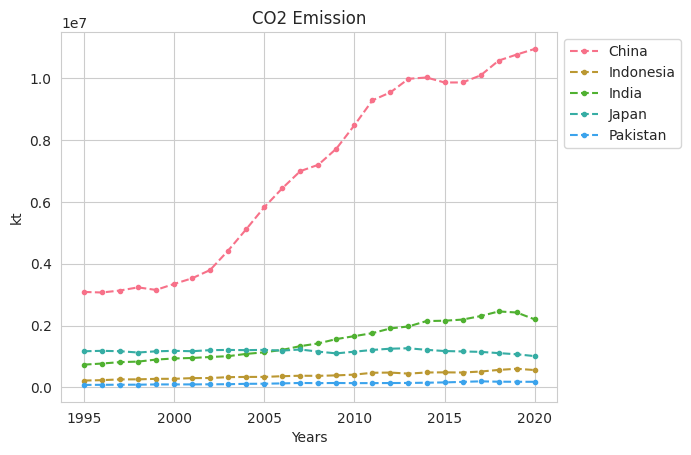 CO2 Emission
1e7
kt
1.0
0.8
0.6
0.4
0.2
0.0
1995 2000 2005 2010 2015 2020
Years
China
Indonesia
India
Japan
Pakistan